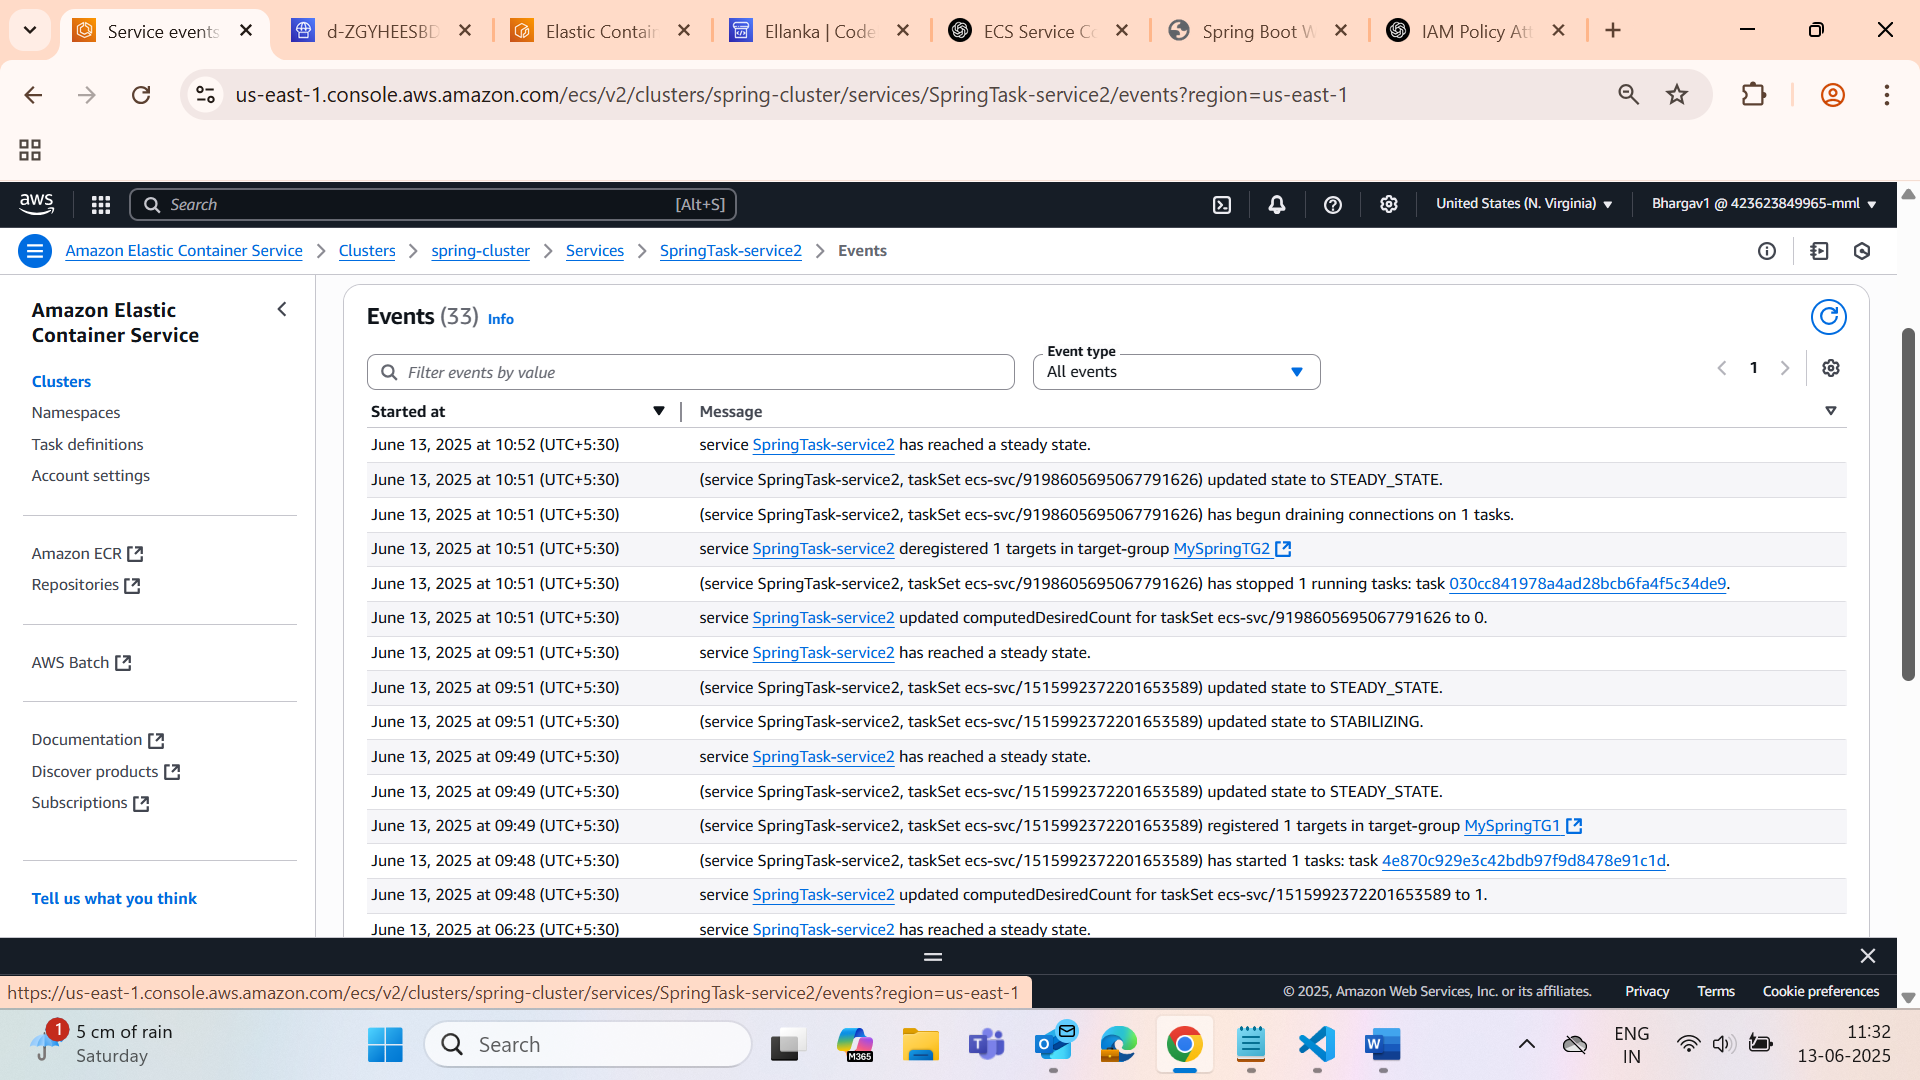 Service events
d-ZGYHEESBD
Elastic Contain
Ellanka | Code
ECS Service Co
Spring Boot W
IAM Policy Att
us-east-1.console.aws.amazon.com/ecs/v2/clusters/spring-cluster/services/SpringTask-service2/events?region=us-east-1
aws
Search
[Alt+S]
United States (N. Virginia)
Bhargav1 @ 423623849965-mml
Amazon Elastic Container Service
Clusters
spring-cluster
Services
SpringTask-service2
Events
Amazon Elastic
Container Service
Clusters
Namespaces
Task definitions
Account settings
Amazon ECR
Repositories
AWS Batch
Documentation
Discover products
Subscriptions
Tell us what you think
Events (33) Info
Filter events by value
Event type
All events
1
Started at Message
June 13, 2025 at 10:52 (UTC+5:30) service SpringTask-service2 has reached a steady state.
June 13, 2025 at 10:51 (UTC+5:30) (service SpringTask-service2, taskSet ecs-svc/9198605695067791626) updated state to STEADY_STATE.
June 13, 2025 at 10:51 (UTC+5:30) (service SpringTask-service2, taskSet ecs-svc/9198605695067791626) has begun draining connections on 1 tasks.
June 13, 2025 at 10:51 (UTC+5:30) service SpringTask-service2 deregistered 1 targets in target-group MySpringTG2
June 13, 2025 at 10:51 (UTC+5:30) (service SpringTask-service2, taskSet ecs-svc/9198605695067791626) has stopped 1 running tasks: task 030cc841978a4ad28bcb6fa4f5c34de9.
June 13, 2025 at 10:51 (UTC+5:30) service SpringTask-service2 updated computedDesiredCount for taskSet ecs-svc/9198605695067791626 to 0.
June 13, 2025 at 09:51 (UTC+5:30) service SpringTask-service2 has reached a steady state.
June 13, 2025 at 09:51 (UTC+5:30) (service SpringTask-service2, taskSet ecs-svc/1515992372201653589) updated state to STEADY_STATE.
June 13, 2025 at 09:51 (UTC+5:30) (service SpringTask-service2, taskSet ecs-svc/1515992372201653589) updated state to STABILIZING.
June 13, 2025 at 09:49 (UTC+5:30) service SpringTask-service2 has reached a steady state.
June 13, 2025 at 09:49 (UTC+5:30) (service SpringTask-service2, taskSet ecs-svc/1515992372201653589) updated state to STEADY_STATE.
June 13, 2025 at 09:49 (UTC+5:30) (service SpringTask-service2, taskSet ecs-svc/1515992372201653589) registered 1 targets in target-group MySpringTG1
June 13, 2025 at 09:48 (UTC+5:30) (service SpringTask-service2, taskSet ecs-svc/1515992372201653589) has started 1 tasks: task 4e870c929e3c42bdb97f9d8478e91c1d.
June 13, 2025 at 09:48 (UTC+5:30) service SpringTask-service2 updated computedDesiredCount for taskSet ecs-svc/1515992372201653589 to 1.
June 13, 2025 at 06:23 (UTC+5:30) service SpringTask-service2 has reached a steady state.
https://us-east-1.console.aws.amazon.com/ecs/v2/clusters/spring-cluster/services/SpringTask-service2/events?region=us-east-1
© 2025, Amazon Web Services, Inc. or its affiliates. Privacy Terms Cookie preferences
1
5 cm of rain
Saturday
Search
M365
ENG
IN
11:32
13-06-2025